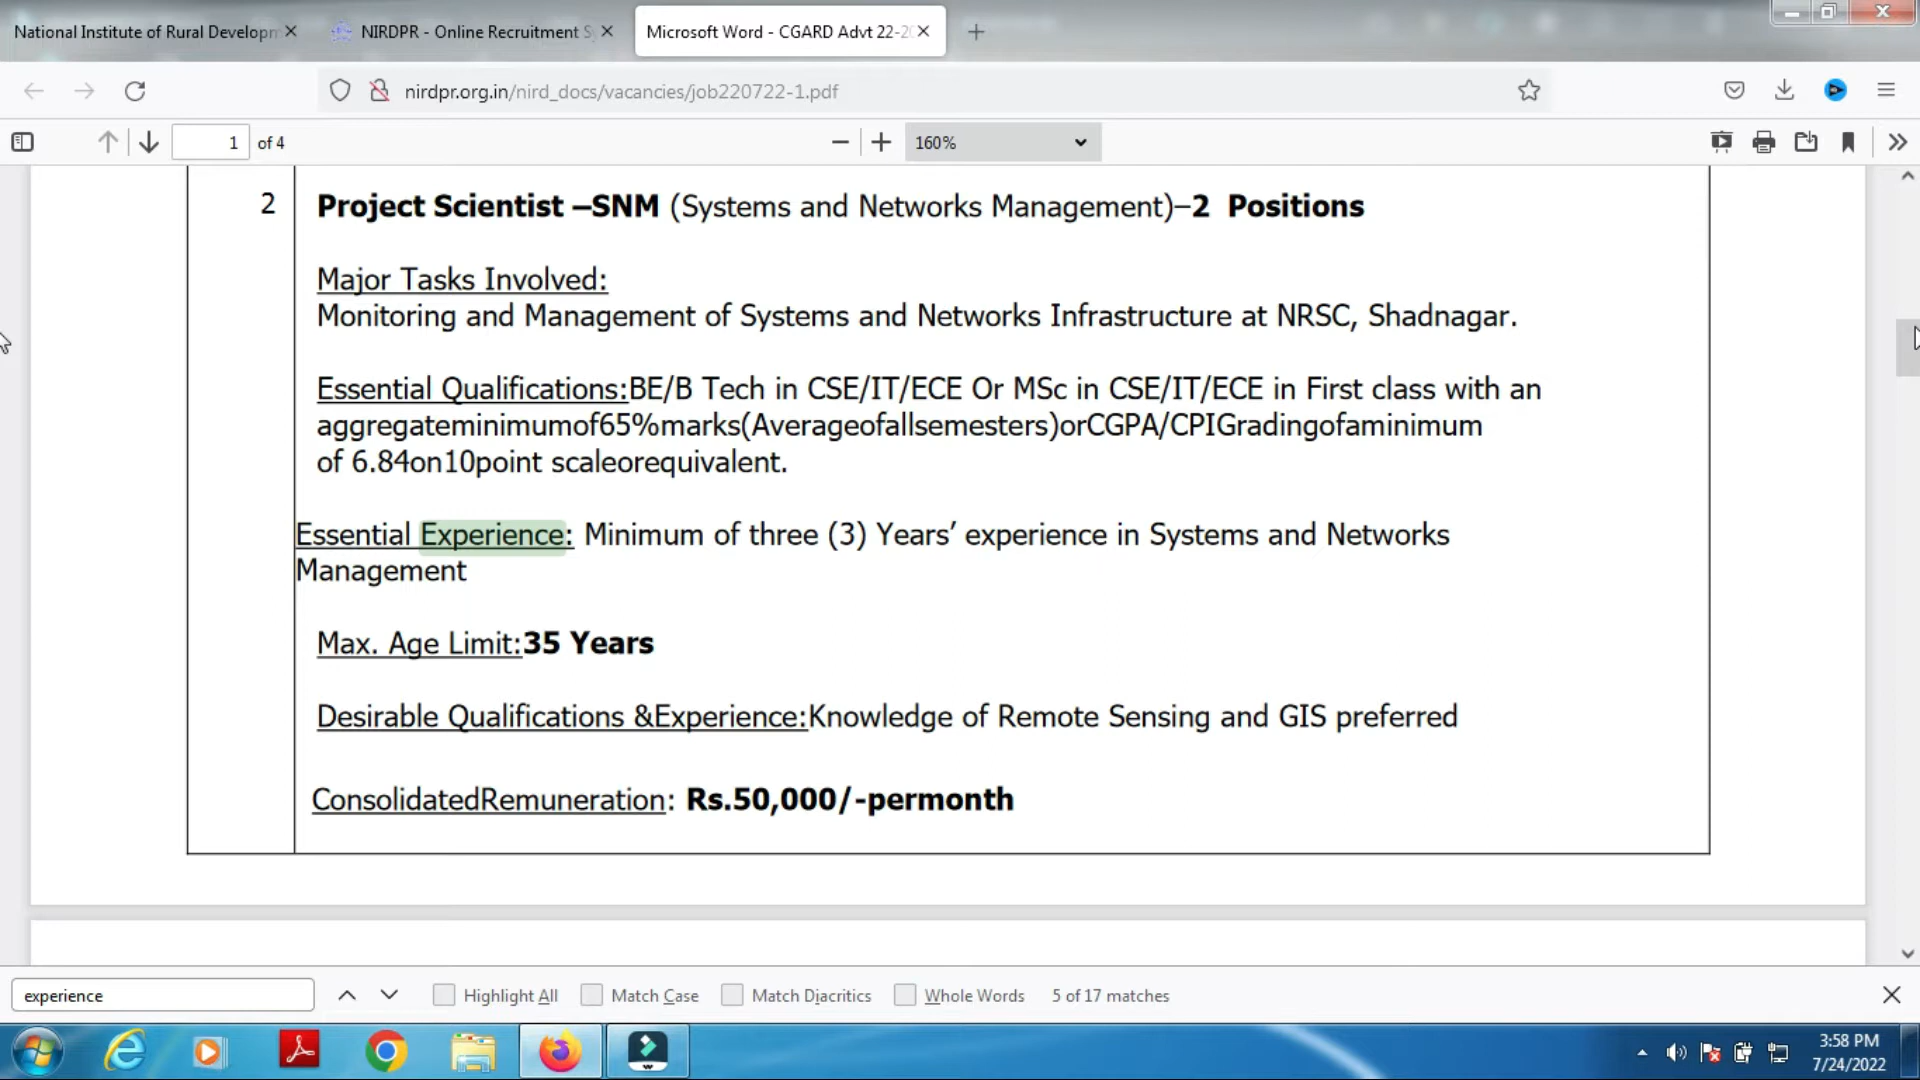 National Institute of Rural Developm
NIRDPR - Online Recruitment Sy
Microsoft Word - CGARD Advt 22-20
nirdpr.org.in/nird_docs/vacancies/job220722-1.pdf
1 of 4
160%
2 Project Scientist –SNM (Systems and Networks Management)–2 Positions
Major Tasks Involved:
Monitoring and Management of Systems and Networks Infrastructure at NRSC, Shadnagar.
Essential Qualifications:BE/B Tech in CSE/IT/ECE Or MSc in CSE/IT/ECE in First class with an
aggregateminimumof65%marks(Averageofallsemesters)orCGPA/CPIGradingofaminimum
of 6.84on10point scaleorequivalent.
Essential Experience: Minimum of three (3) Years’ experience in Systems and Networks
Management
Max. Age Limit:35 Years
Desirable Qualifications &Experience:Knowledge of Remote Sensing and GIS preferred
ConsolidatedRemuneration: Rs.50,000/-permonth
experience
Highlight All
Match Case
Match Diacritics
Whole Words
5 of 17 matches
3:58 PM
7/24/2022